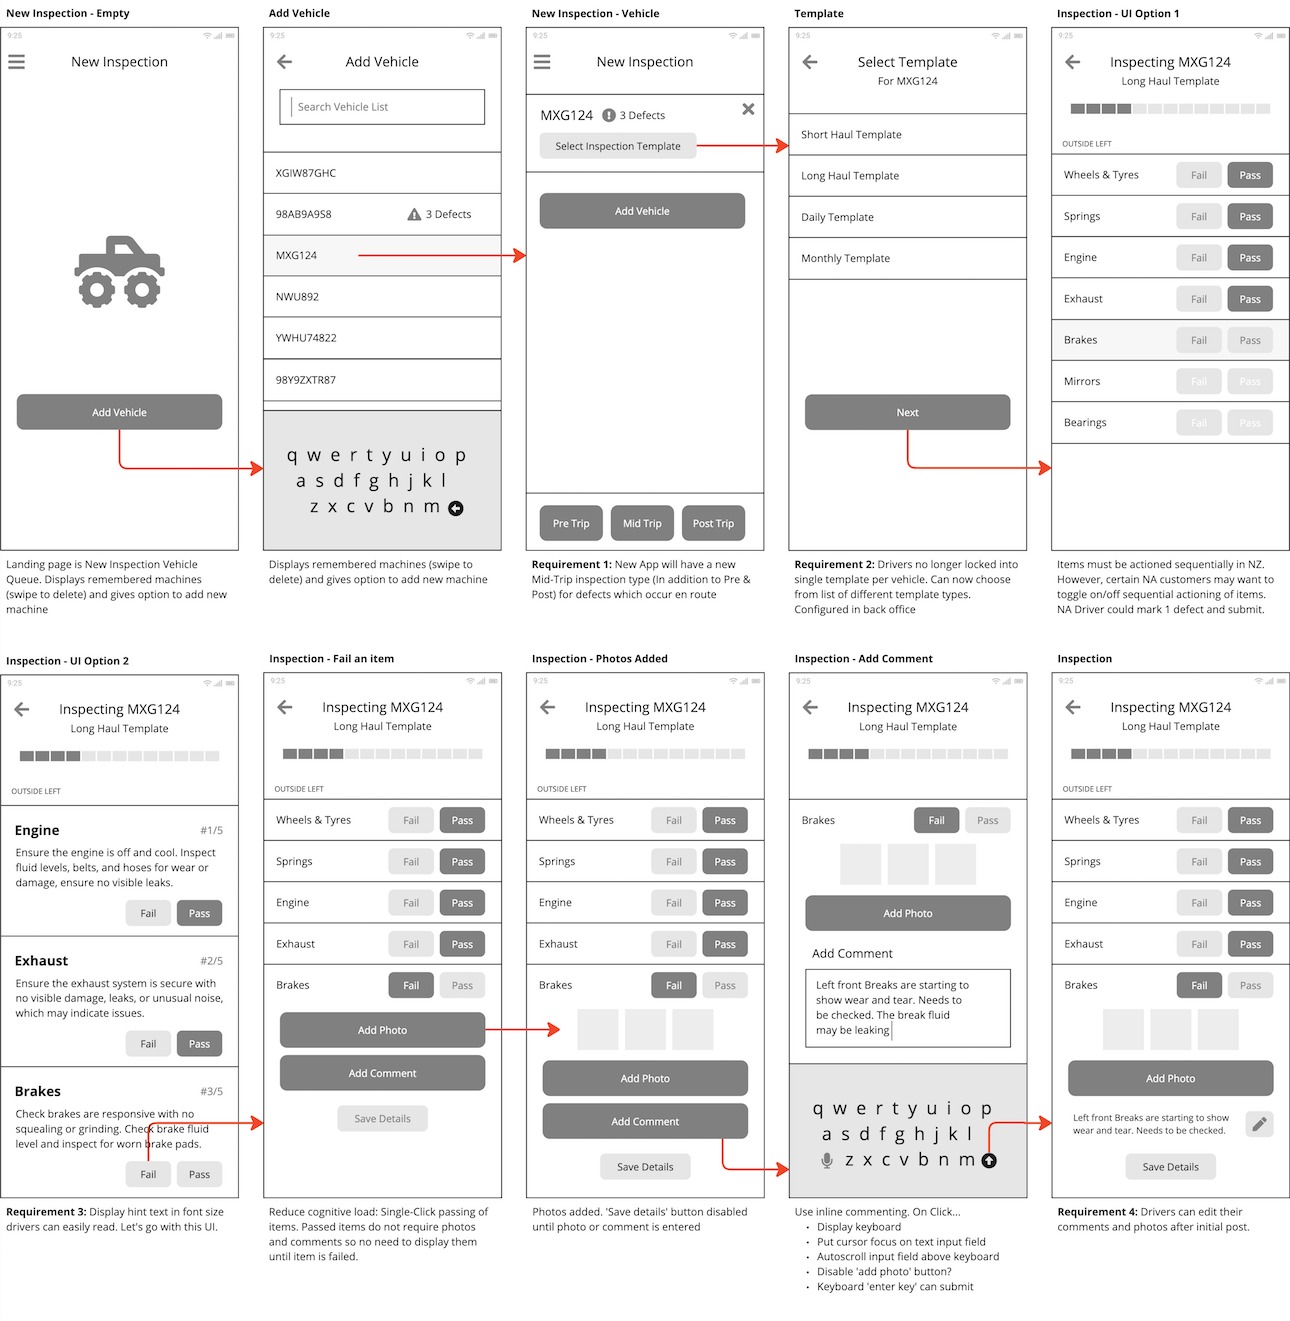 New Inspection - Empty
9:25
New Inspection
Add Vehicle
Landing page is New Inspection Vehicle
Queue. Displays remembered machines
(swipe to delete) and gives option to add new
machine
Add Vehicle
9:25
Add Vehicle
Search Vehicle List
XGIW87GHC
98AB9A9S8 3 Defects
MXG124
NWU892
YWHU74822
98Y9ZXTR87
q w e r t y u i o p
a s d f g h j k l
z x c v b n m
Displays remembered machines (swipe to
delete) and gives option to add new machine
New Inspection - Vehicle
9:25
New Inspection
MXG124 3 Defects
Select Inspection Template
Add Vehicle
Pre Trip Mid Trip Post Trip
Requirement 1: New App will have a new
Mid-Trip inspection type (In addition to Pre &
Post) for defects which occur en route
Template
9:25
Select Template
For MXG124
Short Haul Template
Long Haul Template
Daily Template
Monthly Template
Next
Requirement 2: Drivers no longer locked into
single template per vehicle. Can now choose
from list of different template types.
Configured in back office
Inspection - UI Option 1
9:25
Inspecting MXG124
Long Haul Template
OUTSIDE LEFT
Wheels & Tyres Fail Pass
Springs Fail Pass
Engine Fail Pass
Exhaust Fail Pass
Brakes Fail Pass
Mirrors Fail Pass
Bearings Fail Pass
Items must be actioned sequentially in NZ.
However, certain NA customers may want to
toggle on/off sequential actioning of items.
NA Driver could mark 1 defect and submit.
Inspection - UI Option 2
9:25
Inspecting MXG124
Long Haul Template
OUTSIDE LEFT
Engine #1/5
Ensure the engine is off and cool. Inspect
fluid levels, belts, and hoses for wear or
damage, ensure no visible leaks.
Fail Pass
Exhaust #2/5
Ensure the exhaust system is secure with
no visible damage, leaks, or unusual noise,
which may indicate issues.
Fail Pass
Brakes #3/5
Check brakes are responsive with no
squealing or grinding. Check brake fluid
level and inspect for worn brake pads.
Fail Pass
Requirement 3: Display hint text in font size
drivers can easily read. Let's go with this UI.
Inspection - Fail an item
9:25
Inspecting MXG124
Long Haul Template
OUTSIDE LEFT
Wheels & Tyres Fail Pass
Springs Fail Pass
Engine Fail Pass
Exhaust Fail Pass
Brakes Fail Pass
Add Photo
Add Comment
Save Details
Reduce cognitive load: Single-Click passing of
items. Passed items do not require photos
and comments so no need to display them
until item is failed.
Inspection - Photos Added
9:25
Inspecting MXG124
Long Haul Template
OUTSIDE LEFT
Wheels & Tyres Fail Pass
Springs Fail Pass
Engine Fail Pass
Exhaust Fail Pass
Brakes Fail Pass
Add Photo
Add Comment
Save Details
Photos added. 'Save details' button disabled
until photo or comment is entered
Inspection - Add Comment
9:25
Inspecting MXG124
Long Haul Template
Brakes Fail Pass
Add Photo
Add Comment
Left front Breaks are starting to
show wear and tear. Needs to
be checked. The break fluid
may be leaking
q w e r t y u i o p
a s d f g h j k l
z x c v b n m
Use inline commenting. On Click...
• Display keyboard
• Put cursor focus on text input field
• Autoscroll input field above keyboard
• Disable 'add photo' button?
• Keyboard 'enter key' can submit
Inspection
9:25
Inspecting MXG124
Long Haul Template
OUTSIDE LEFT
Wheels & Tyres Fail Pass
Springs Fail Pass
Engine Fail Pass
Exhaust Fail Pass
Brakes Fail Pass
Add Photo
Left front Breaks are starting to show
wear and tear. Needs to be checked.
Save Details
Requirement 4: Drivers can edit their
comments and photos after initial post.